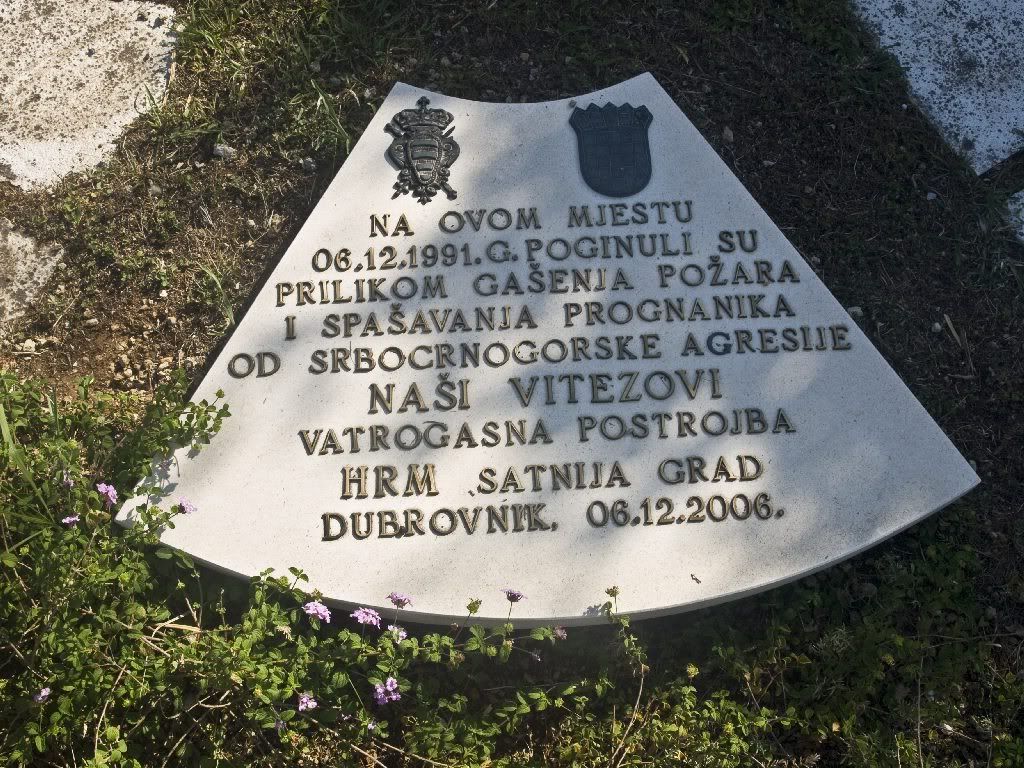 NA OVOM MJESTU
06.12.1991.G. POGINULI SU
PRILIKOM GAŠENJA POŽARA
I SPAŠAVANJA PROGNANIKA
OD SRBOCRNOGORSKE AGRESIJE
NAŠI VITEZOVI
VATROGASNA POSTROJBA
HRM SATNIJA GRAD
DUBROVNIK. 06.12.2006.